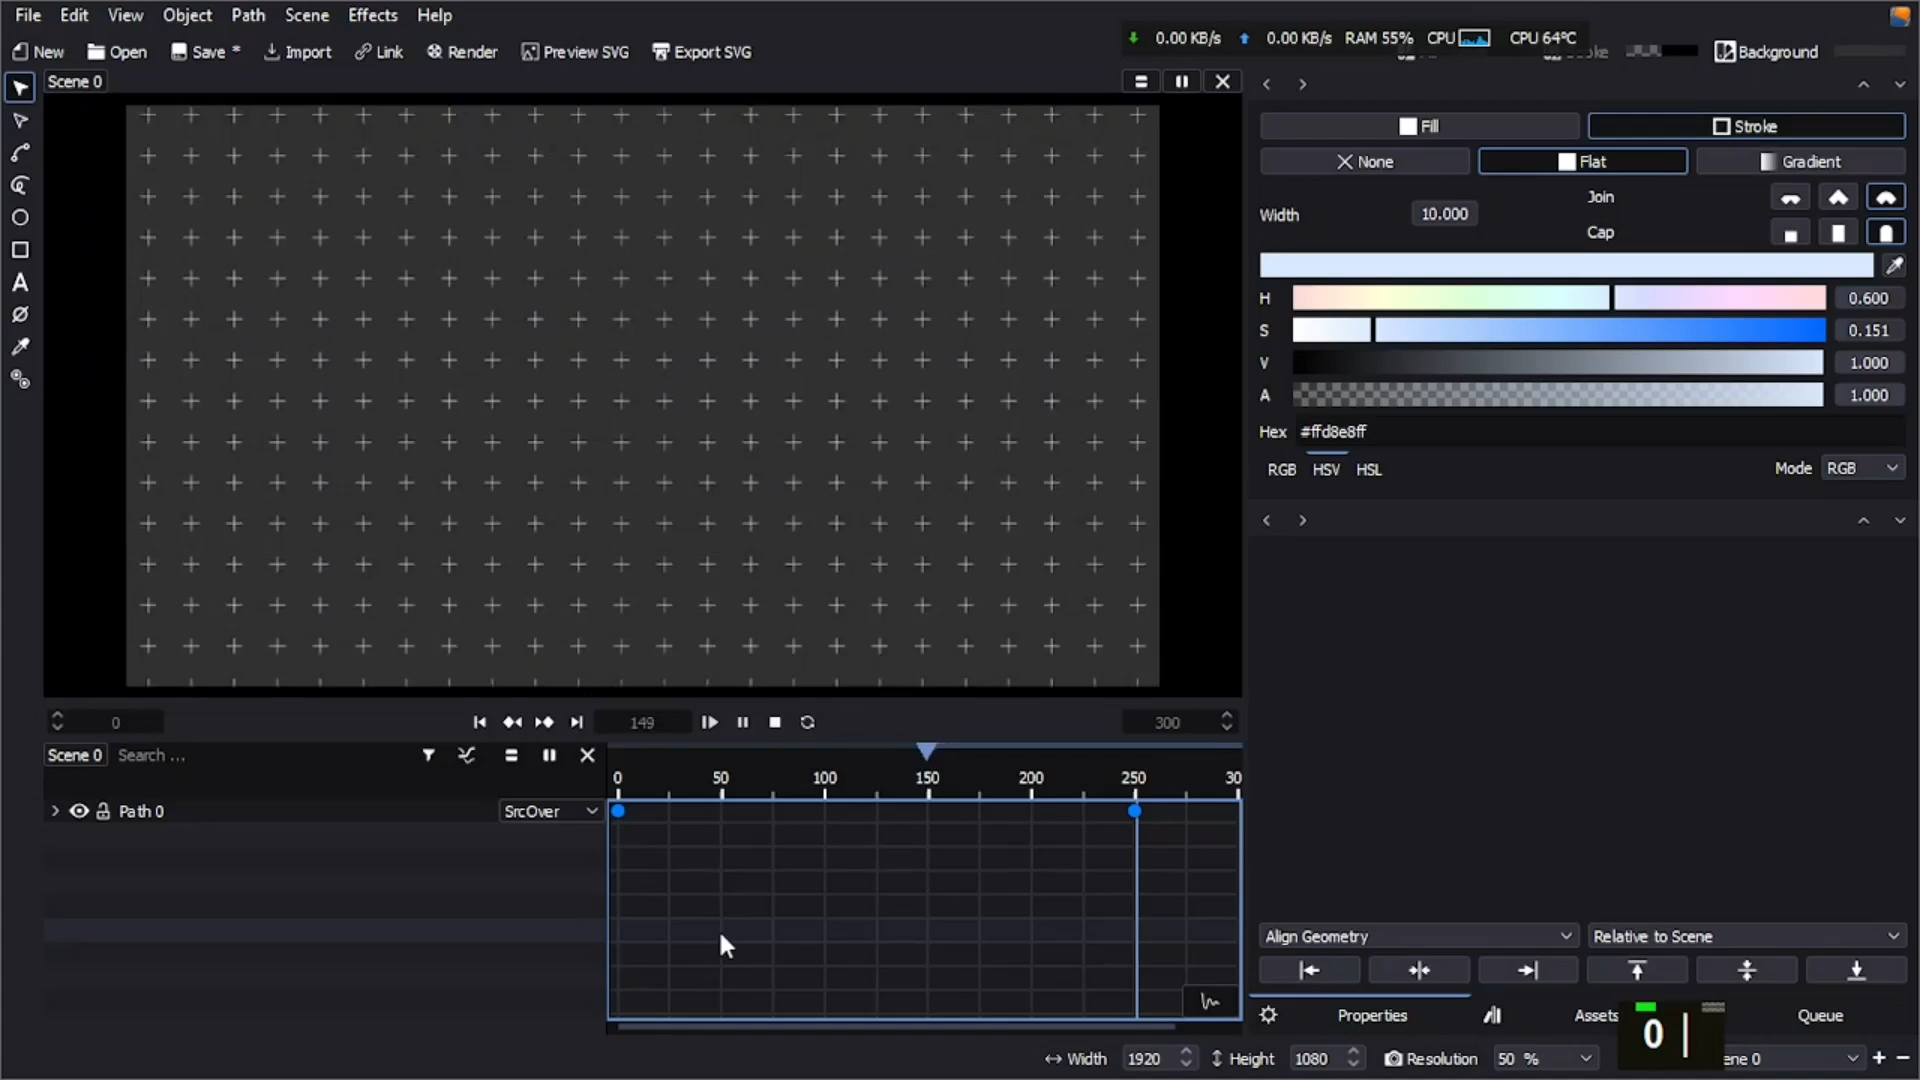 File Edit View Object Path Scene Effects Help
0.00 KB/s 0.00 KB/s RAM 55% CPU CPU 64°C
New Open Save * Import Link Render Preview SVG Export SVG
Background
Scene 0
Fill Stroke
None Flat Gradient
Join
Width 10.000
Cap
H 0.600
S 0.151
V 1.000
A 1.000
Hex #ffd8e8ff
RGB HSV HSL Mode RGB
0 149 300
Scene 0 Search ...
0 50 100 150 200 250 30
Path 0 SrcOver
Align Geometry Relative to Scene
Properties Assets Queue
0
Width 1920 Height 1080 Resolution 50 % ene 0